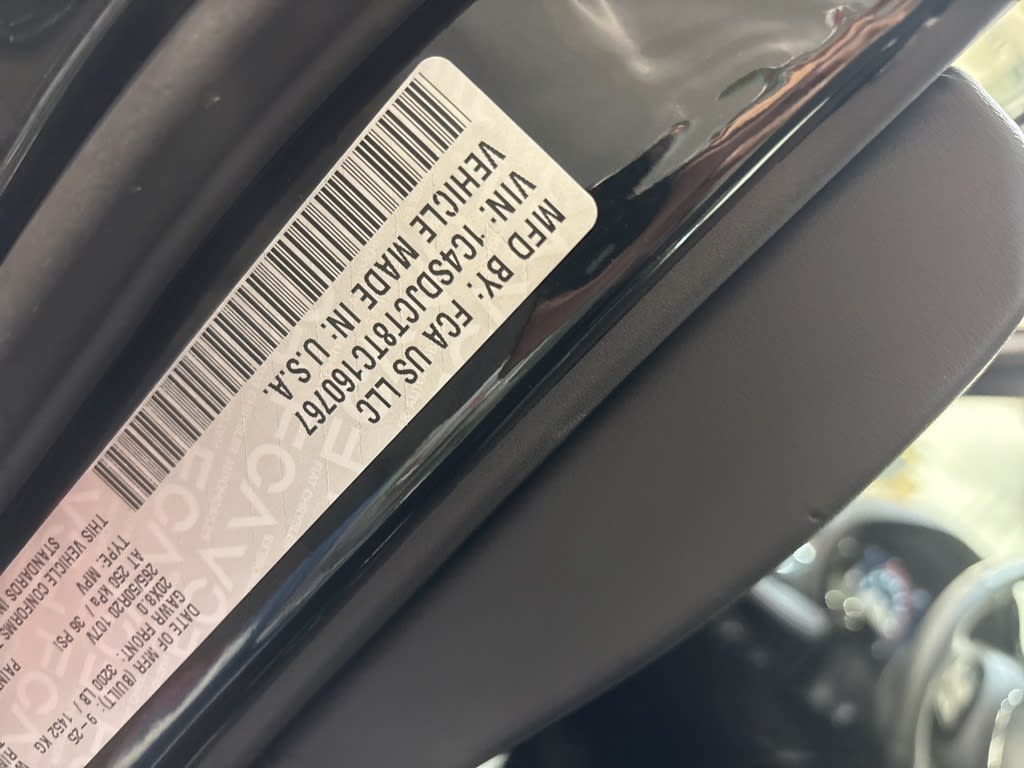 MFD BY: FCA US LLC
VIN: 1C4SDJCT8TC160767
VEHICLE MADE IN: U.S.A.
DATE OF MFR (BUILT): 9-25
GAWR FRONT: 3200 LB / 1452 KG
20X8.0
265/50R20 107V
AT 250 KPA / 36 PSI
TYPE MPV
THIS VEHICLE CONFORMS
STANDARDS IN